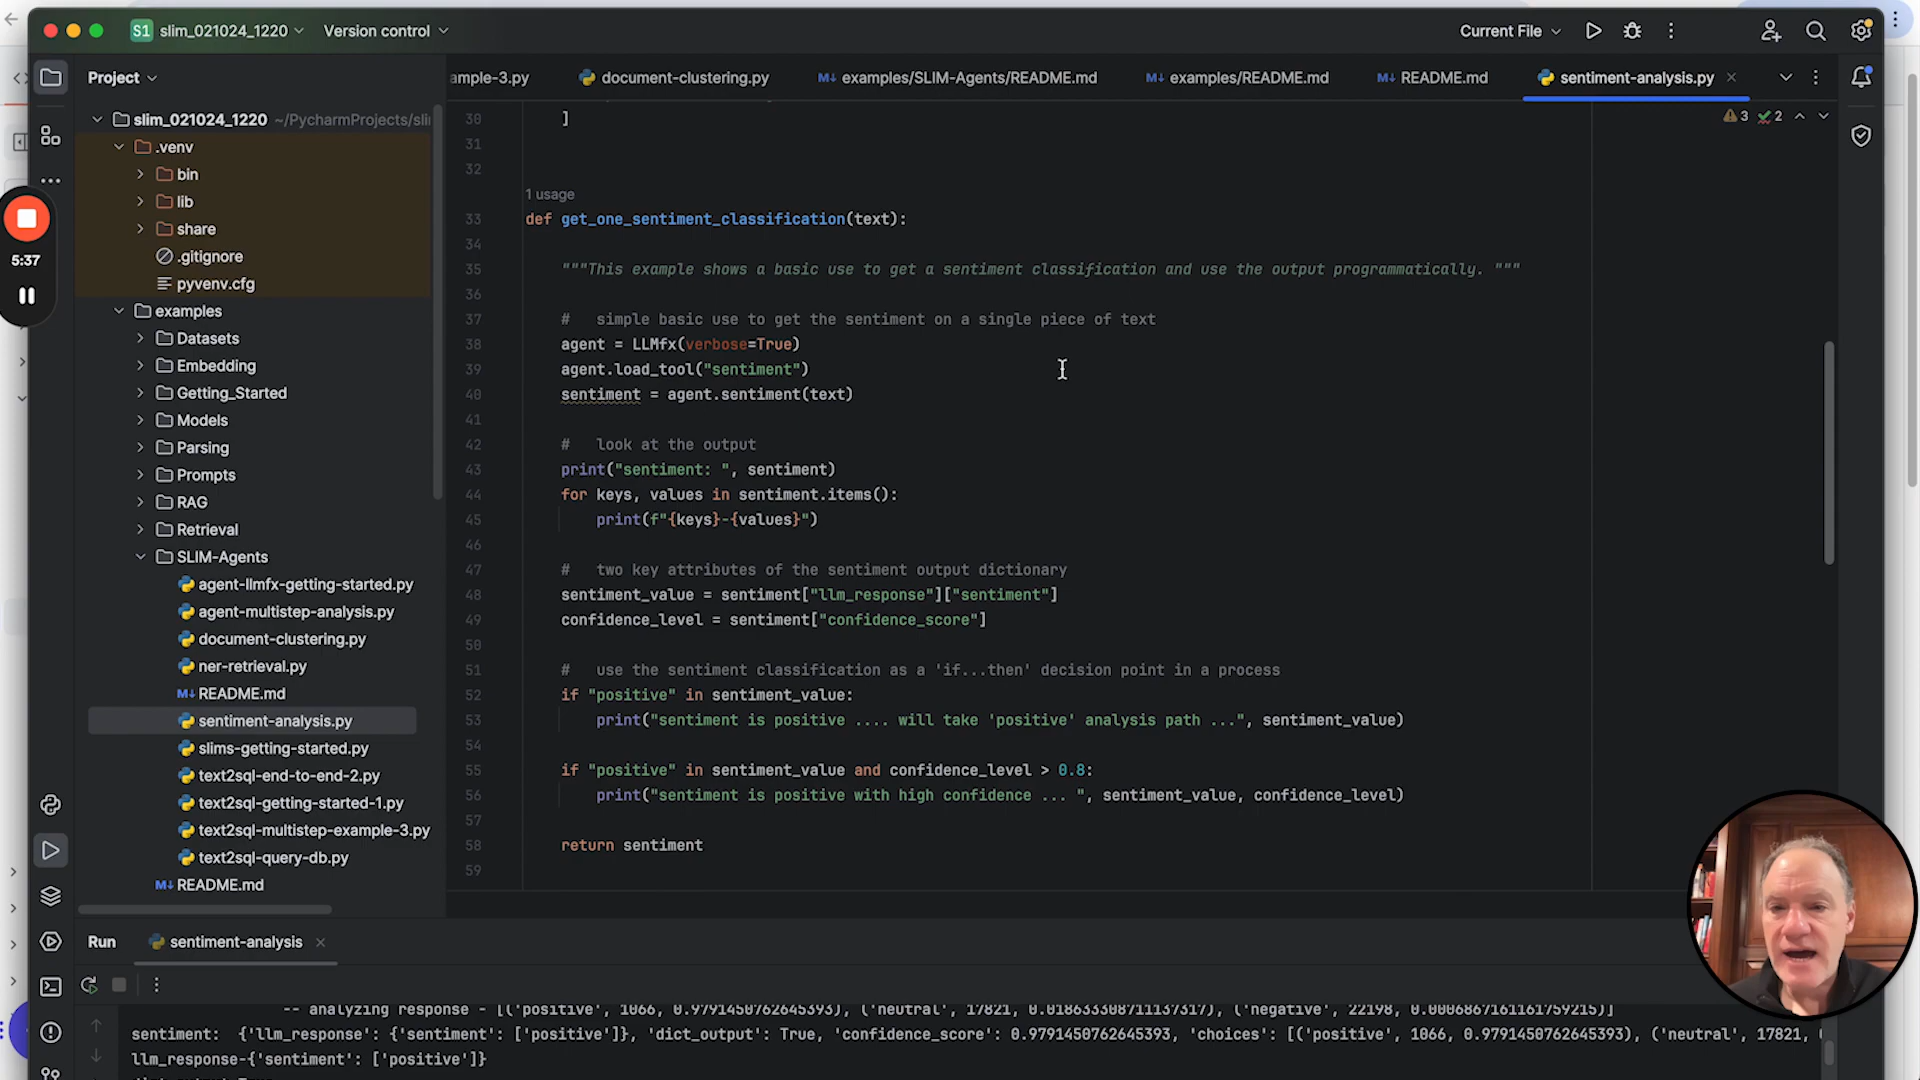 S1 slim_021024_1220 Version control Current File
Project
ample-3.py document-clustering.py examples/SLIM-Agents/README.md examples/README.md README.md sentiment-analysis.py
slim_021024_1220 ~/PycharmProjects/sli
.venv
bin
lib
share
.gitignore
pyvenv.cfg
examples
Datasets
Embedding
Getting_Started
Models
Parsing
Prompts
RAG
Retrieval
SLIM-Agents
agent-llmfx-getting-started.py
agent-multistep-analysis.py
document-clustering.py
ner-retrieval.py
README.md
sentiment-analysis.py
slims-getting-started.py
text2sql-end-to-end-2.py
text2sql-getting-started-1.py
text2sql-multistep-example-3.py
text2sql-query-db.py
README.md
5:37
3 2
30 ]
31
32
1 usage
33 def get_one_sentiment_classification(text):
34
35 """This example shows a basic use to get a sentiment classification and use the output programmatically. """
36
37 # simple basic use to get the sentiment on a single piece of text
38 agent = LLMfx(verbose=True)
39 agent.load_tool("sentiment")
40 sentiment = agent.sentiment(text)
41
42 # look at the output
43 print("sentiment: ", sentiment)
44 for keys, values in sentiment.items():
45 print(f"{keys}-{values}")
46
47 # two key attributes of the sentiment output dictionary
48 sentiment_value = sentiment["llm_response"]["sentiment"]
49 confidence_level = sentiment["confidence_score"]
50
51 # use the sentiment classification as a 'if...then' decision point in a process
52 if "positive" in sentiment_value:
53 print("sentiment is positive .... will take 'positive' analysis path ...", sentiment_value)
54
55 if "positive" in sentiment_value and confidence_level > 0.8:
56 print("sentiment is positive with high confidence ... ", sentiment_value, confidence_level)
57
58 return sentiment
59
Run sentiment-analysis
-- analyzing response - [('positive', 1066, 0.9791450762645393), ('neutral', 17821, 0.018633308711137317), ('negative', 22198, 0.0006867161161759215)]
sentiment: {'llm_response': {'sentiment': ['positive']}, 'dict_output': True, 'confidence_score': 0.9791450762645393, 'choices': [('positive', 1066, 0.9791450762645393), ('neutral', 17821,
llm_response-{'sentiment': ['positive']}